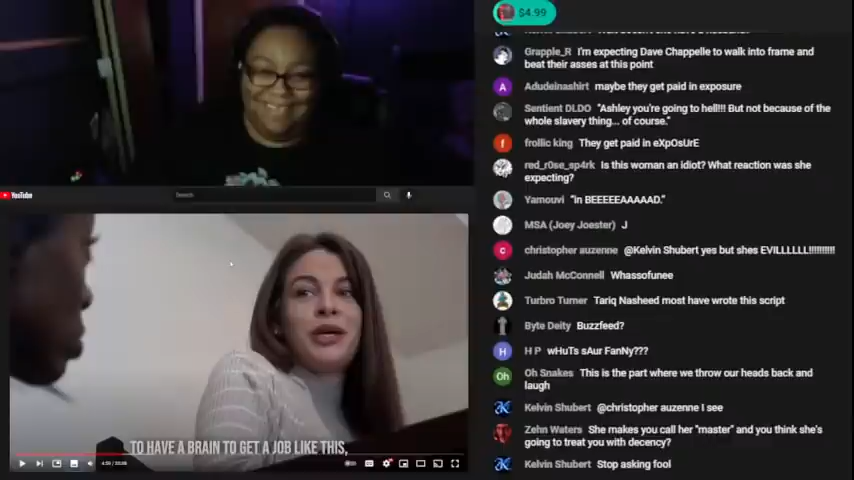 $4.99
Grapple_R I'm expecting Dave Chappelle to walk into frame and
beat their asses at this point
A Adudeinashirt maybe they get paid in exposure
Sentient DLDO "Ashley you're going to hell!!! But not because of the
whole slavery thing... of course."
f frollic king They get paid in eXpOsUrE
red_r0se_sp4rk Is this woman an idiot? What reaction was she
expecting?
Yamouvi "in BEEEEEAAAAAD."
MSA (Joey Joester) J
c christopher auzenne @Kelvin Shubert yes but shes EVILLLLLL!!!!!!!!!!
Judah McConnell Whassofunee
Turbro Turner Tariq Nasheed most have wrote this script
Byte Deity Buzzfeed?
H H P wHuTs sAur FanNy???
Oh Oh Snakes This is the part where we throw our heads back and
laugh
Kelvin Shubert @christopher auzenne I see
Zehn Waters She makes you call her "master" and you think she's
going to treat you with decency?
Kelvin Shubert Stop asking fool
YouTube
Search
TO HAVE A BRAIN TO GET A JOB LIKE THIS,